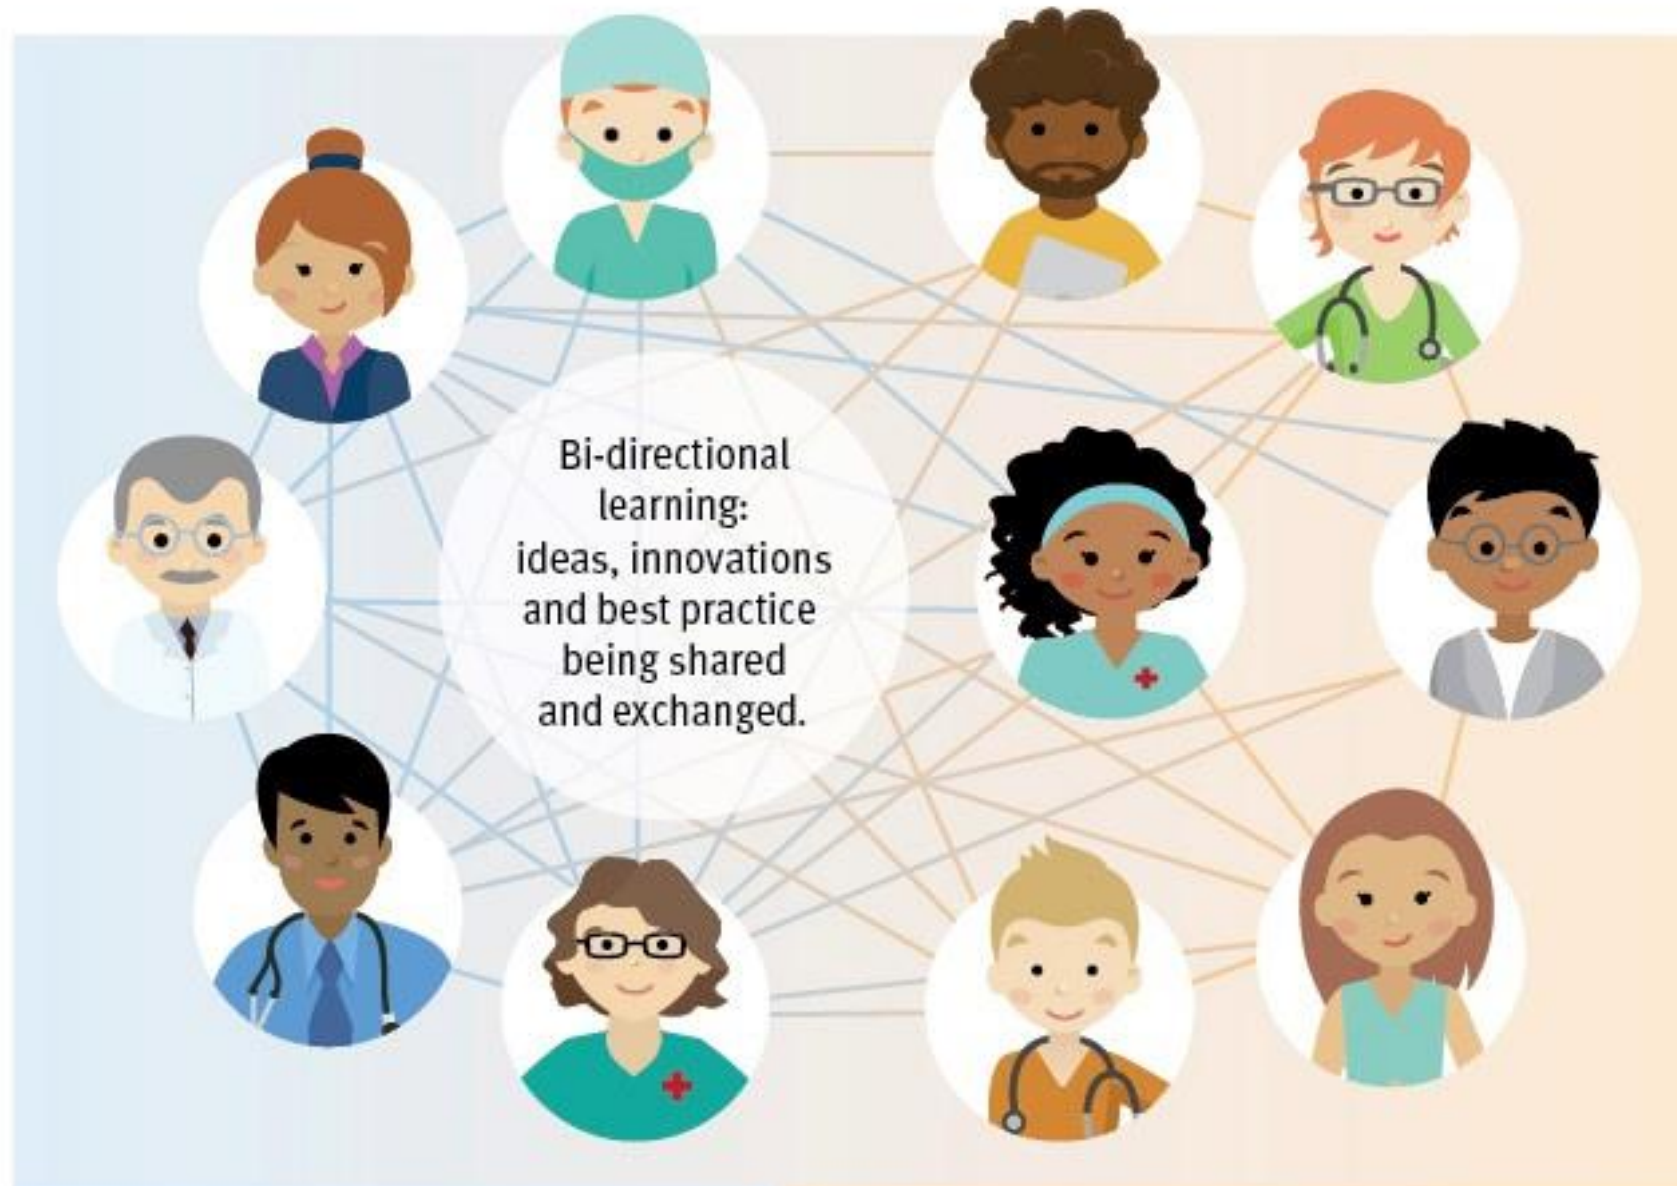 Bi-directional
learning:
ideas, innovations
and best practice
being shared
and exchanged.